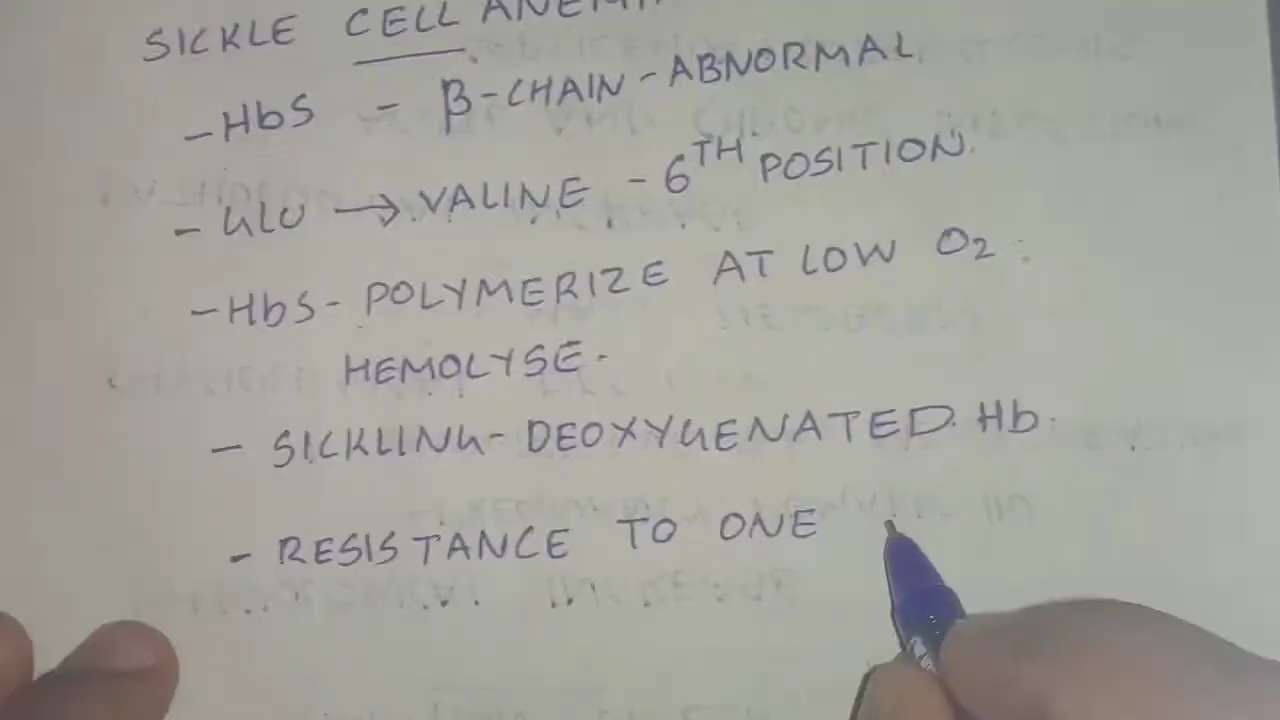 SICKLE CELL ANEMI
- HbS - β-CHAIN-ABNORMAL
- GLU → VALINE - 6TH POSITION.
- HbS- POLYMERIZE AT LOW O2.
HEMOLYSE.
- SICKLING- DEOXYGENATED Hb.
- RESISTANCE TO ONE